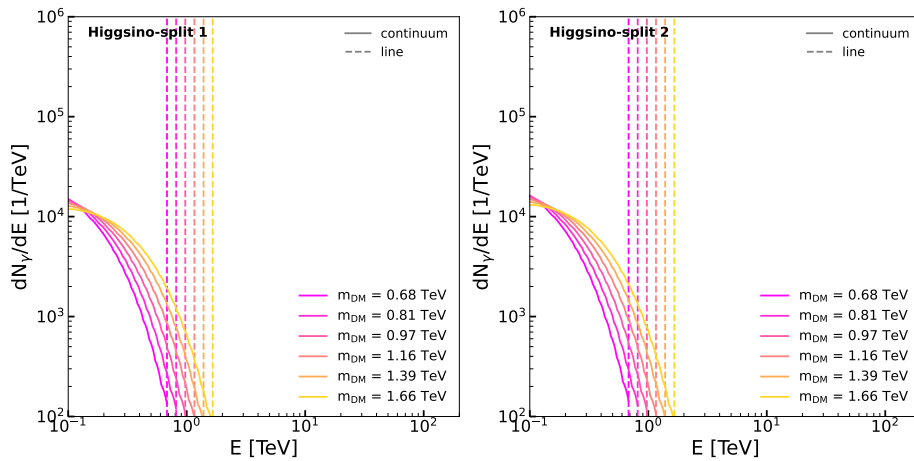 Higgsino-split 1
continuum
line
dN_γ/dE [1/TeV]
10^6
10^5
10^4
10^3
10^2
m_DM = 0.68 TeV
m_DM = 0.81 TeV
m_DM = 0.97 TeV
m_DM = 1.16 TeV
m_DM = 1.39 TeV
m_DM = 1.66 TeV
10^−1
10^0
10^1
10^2
E [TeV]
Higgsino-split 2
continuum
line
dN_γ/dE [1/TeV]
10^6
10^5
10^4
10^3
10^2
m_DM = 0.68 TeV
m_DM = 0.81 TeV
m_DM = 0.97 TeV
m_DM = 1.16 TeV
m_DM = 1.39 TeV
m_DM = 1.66 TeV
10^−1
10^0
10^1
10^2
E [TeV]